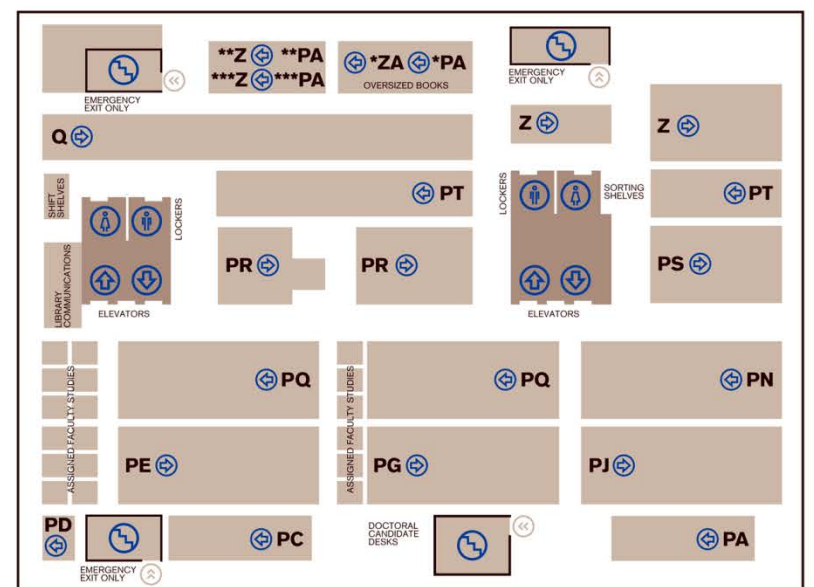 **Z **PA
***Z ***PA
*ZA *PA
OVERSIZED BOOKS
EMERGENCY
EXIT ONLY
EMERGENCY
EXIT ONLY
Q
Z
Z
SHIFT
SHELVES
LOCKERS
PT
LOCKERS
SORTING
SHELVES
PT
LIBRARY
COMMUNICATIONS
PR
PR
PS
ELEVATORS
ELEVATORS
ASSIGNED FACULTY STUDIES
PQ
ASSIGNED FACULTY STUDIES
PQ
PN
PE
PG
PJ
PD
EMERGENCY
EXIT ONLY
PC
DOCTORAL
CANDIDATE
DESKS
PA